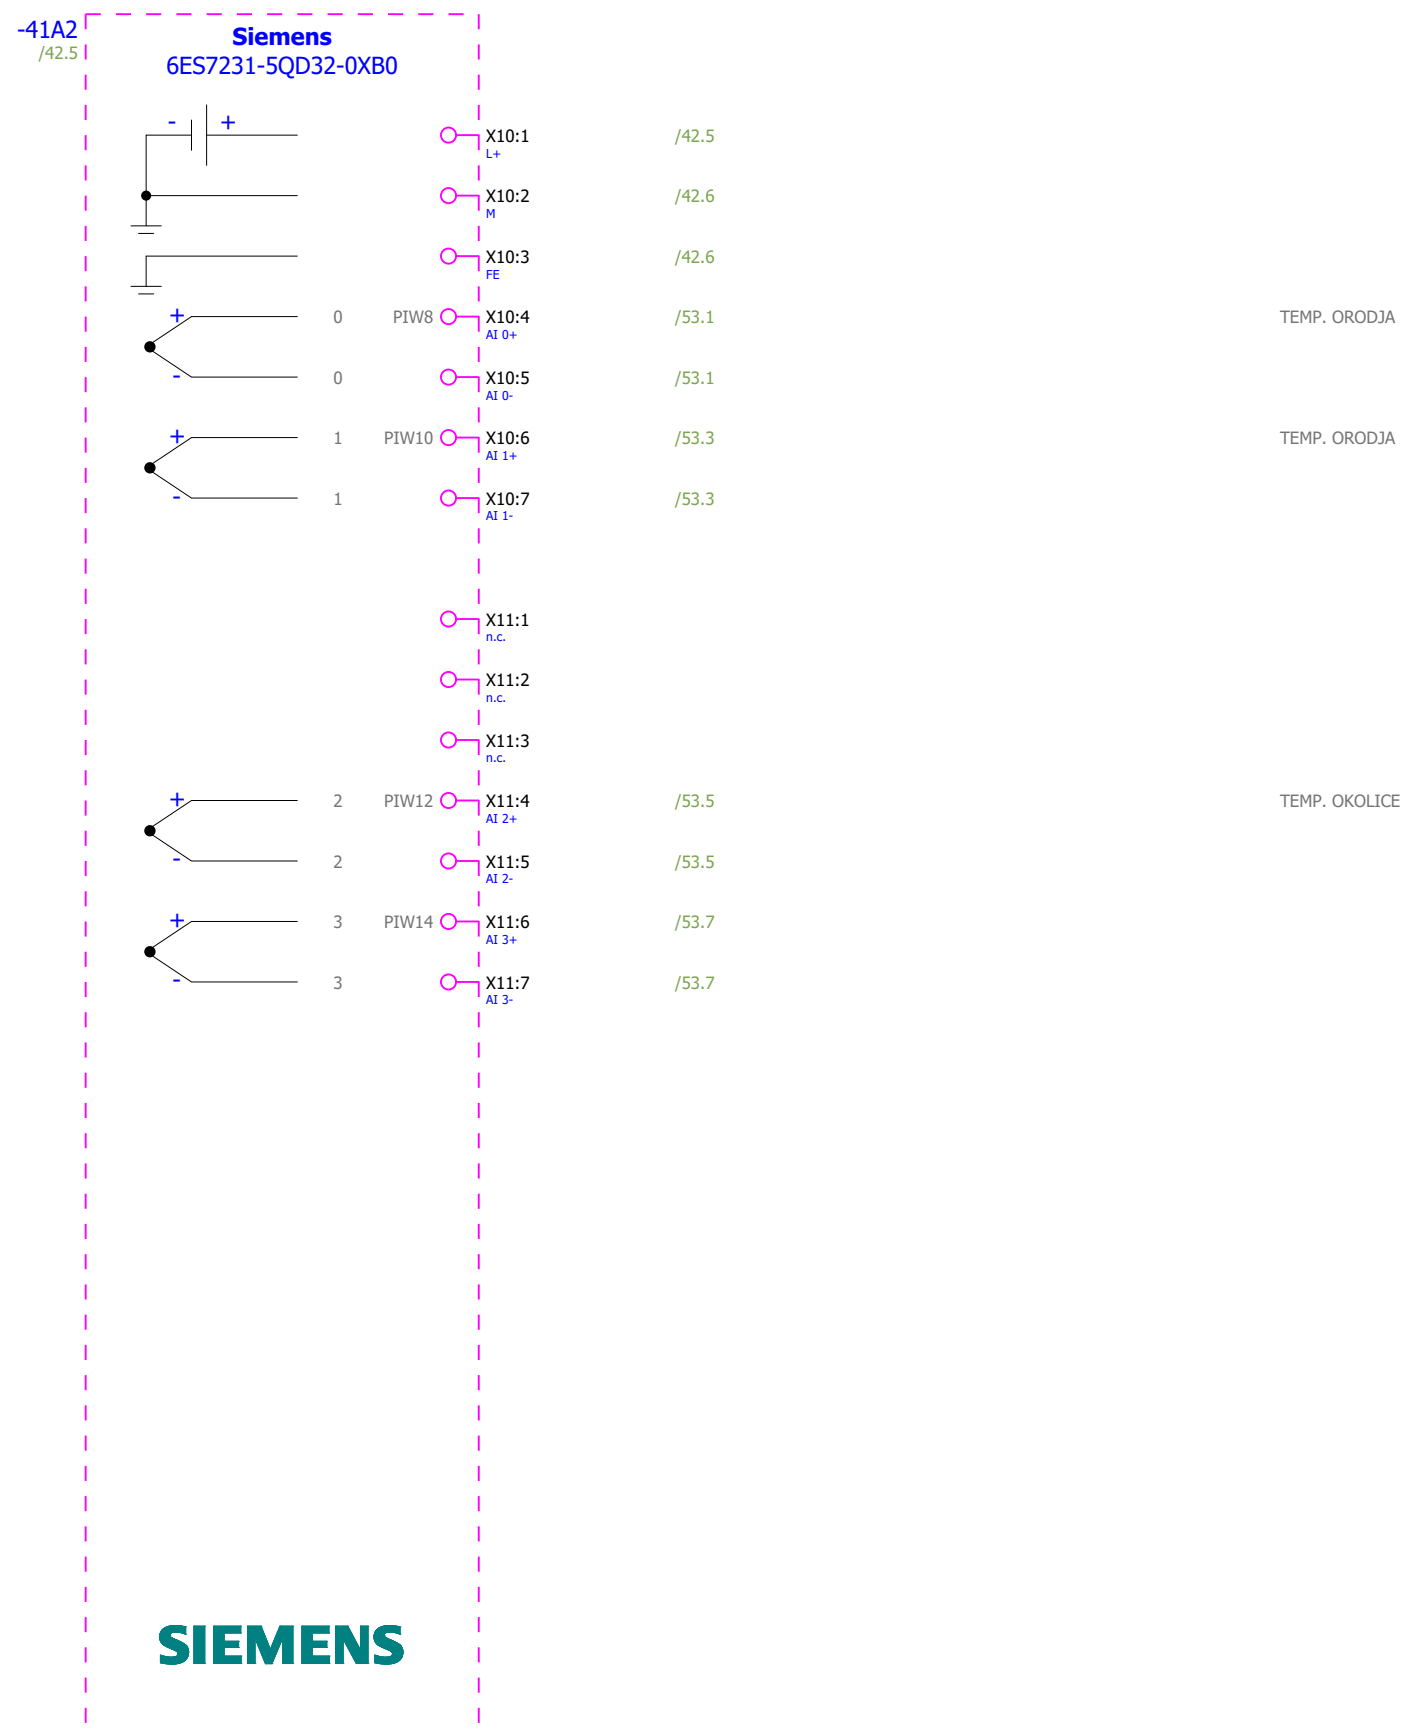 -41A2
/42.5
Siemens
6ES7231-5QD32-0XB0
- +
X10:1 /42.5
L+
X10:2 /42.6
M
X10:3 /42.6
FE
+ 0 PIW8 X10:4 /53.1 TEMP. ORODJA
AI 0+
- 0 X10:5 /53.1
AI 0-
+ 1 PIW10 X10:6 /53.3 TEMP. ORODJA
AI 1+
- 1 X10:7 /53.3
AI 1-
X11:1
n.c.
X11:2
n.c.
X11:3
n.c.
+ 2 PIW12 X11:4 /53.5 TEMP. OKOLICE
AI 2+
- 2 X11:5 /53.5
AI 2-
+ 3 PIW14 X11:6 /53.7
AI 3+
- 3 X11:7 /53.7
AI 3-
SIEMENS